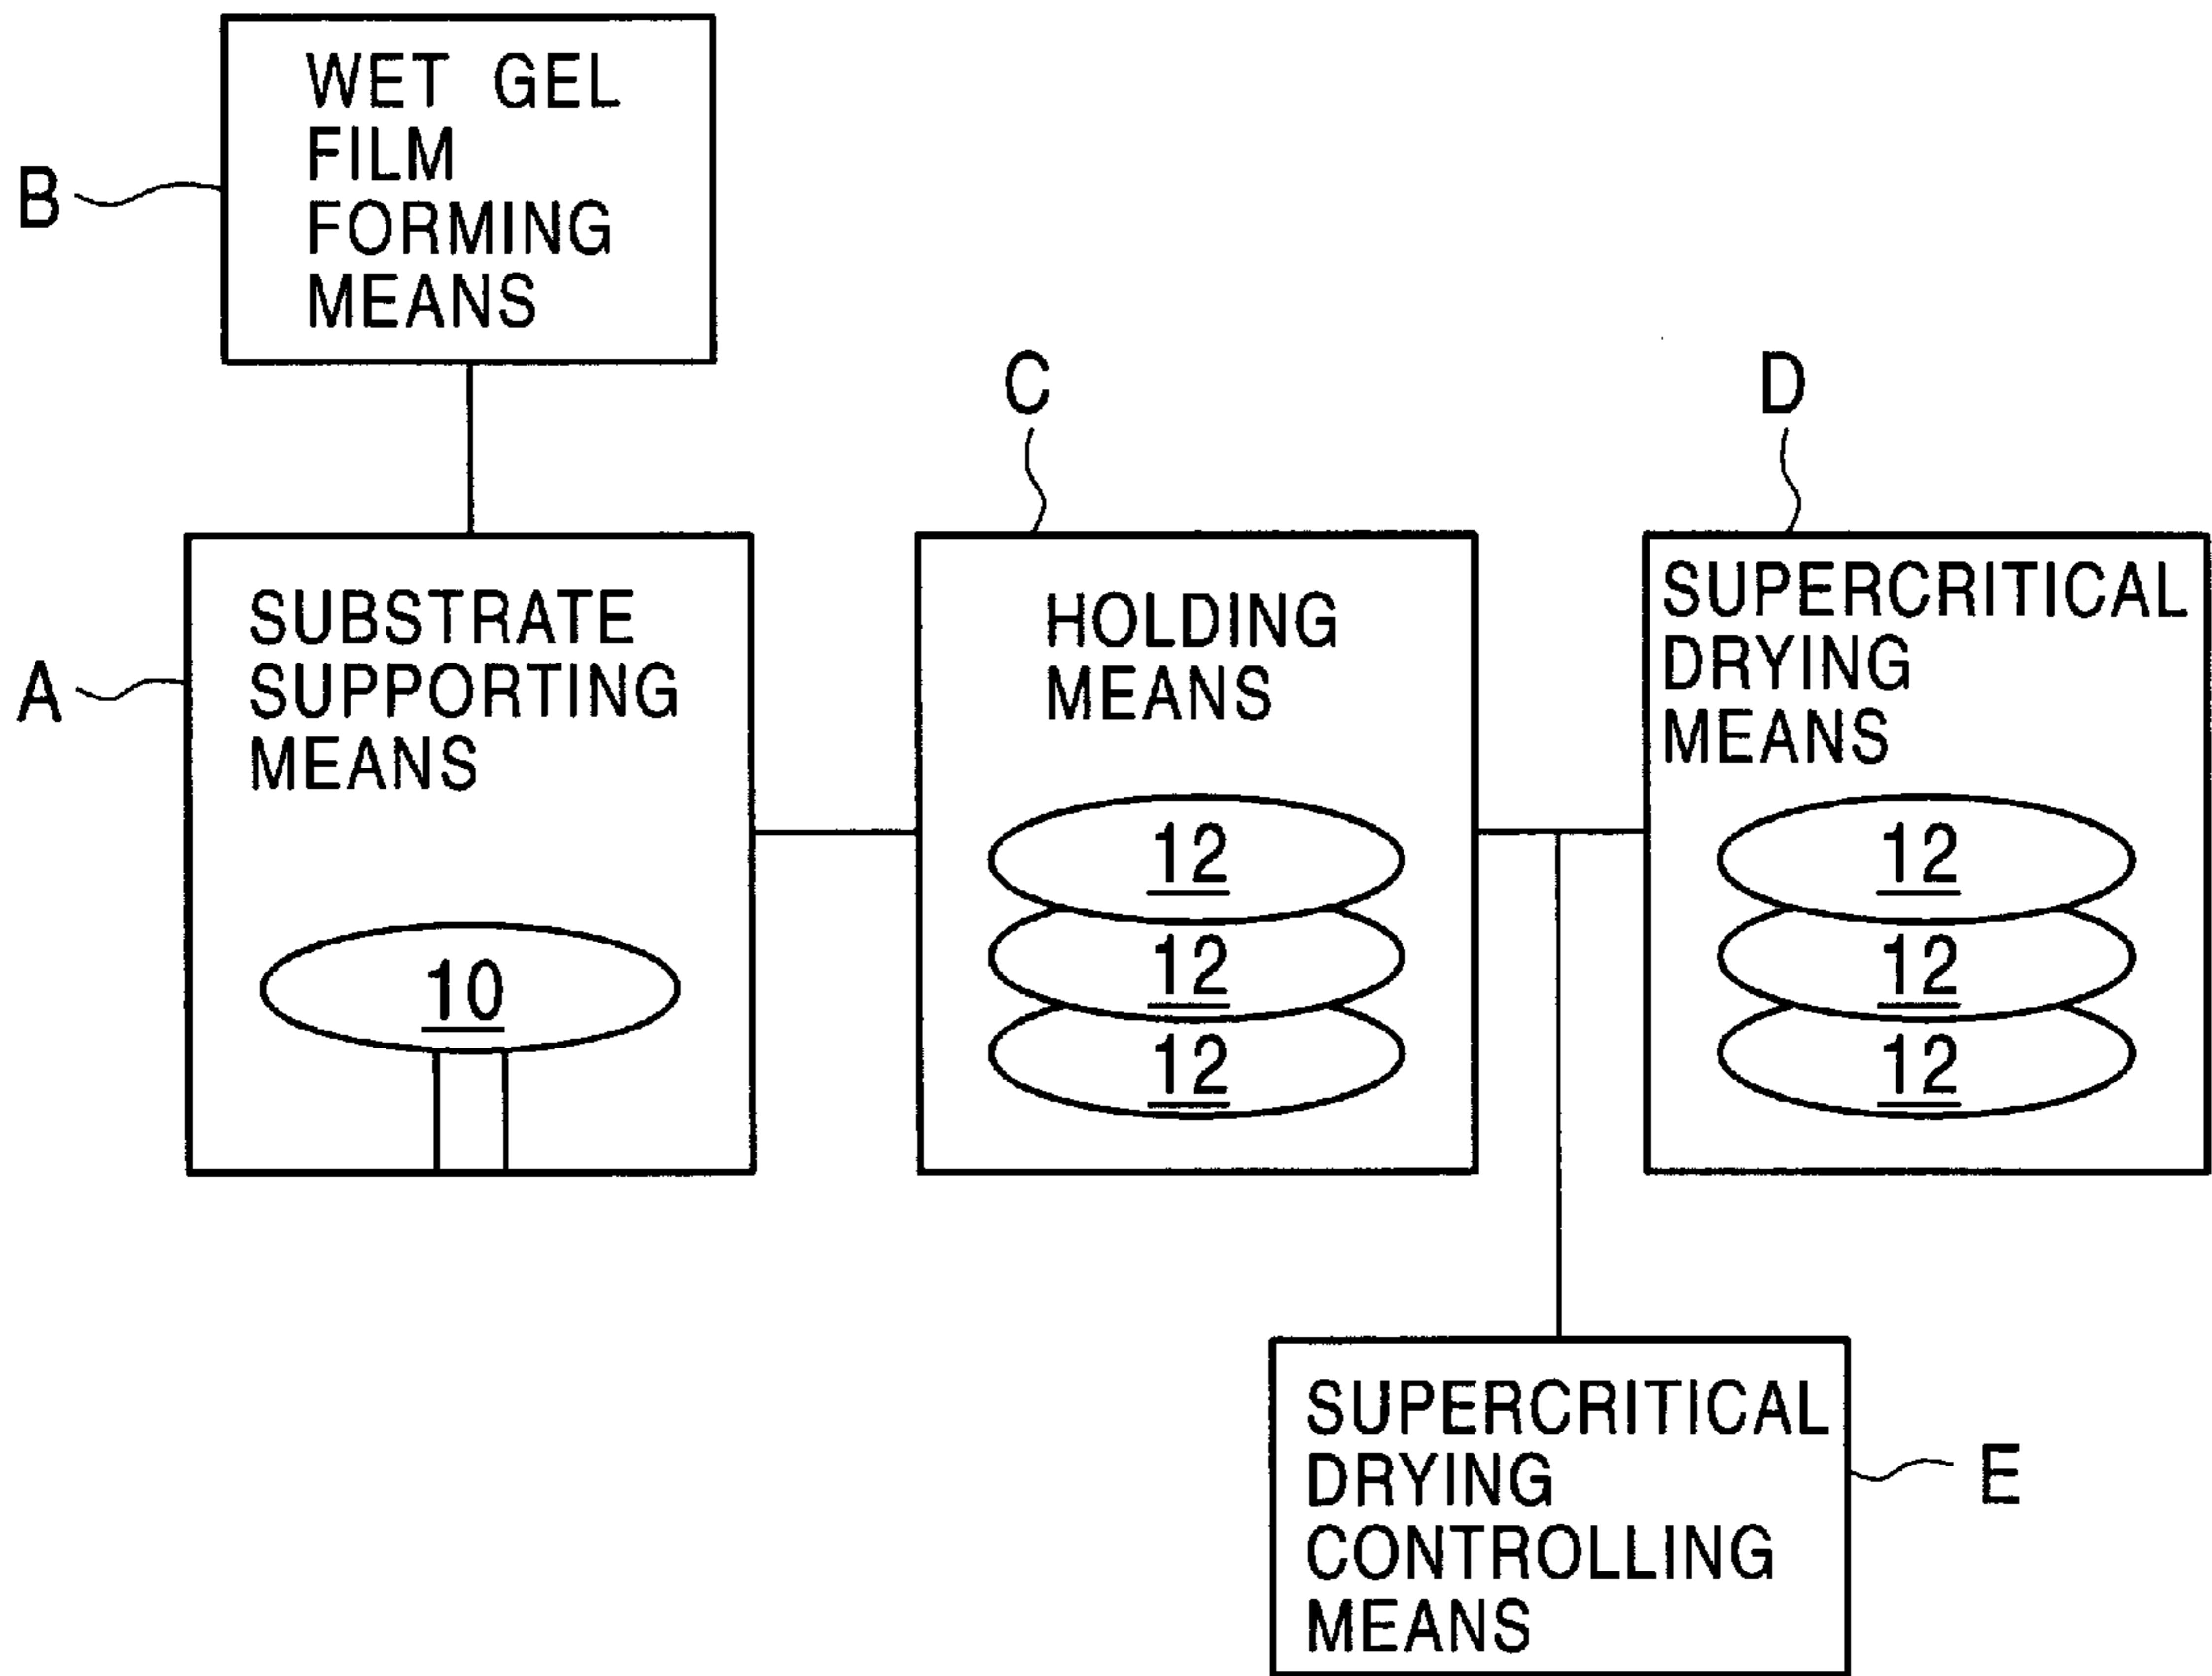 WET GEL
FILM
FORMING
MEANS
B
C
D
A
SUBSTRATE
SUPPORTING
MEANS
10
HOLDING
MEANS
12
12
12
SUPERCRITICAL
DRYING
MEANS
12
12
12
SUPERCRITICAL
DRYING
CONTROLLING
MEANS
E